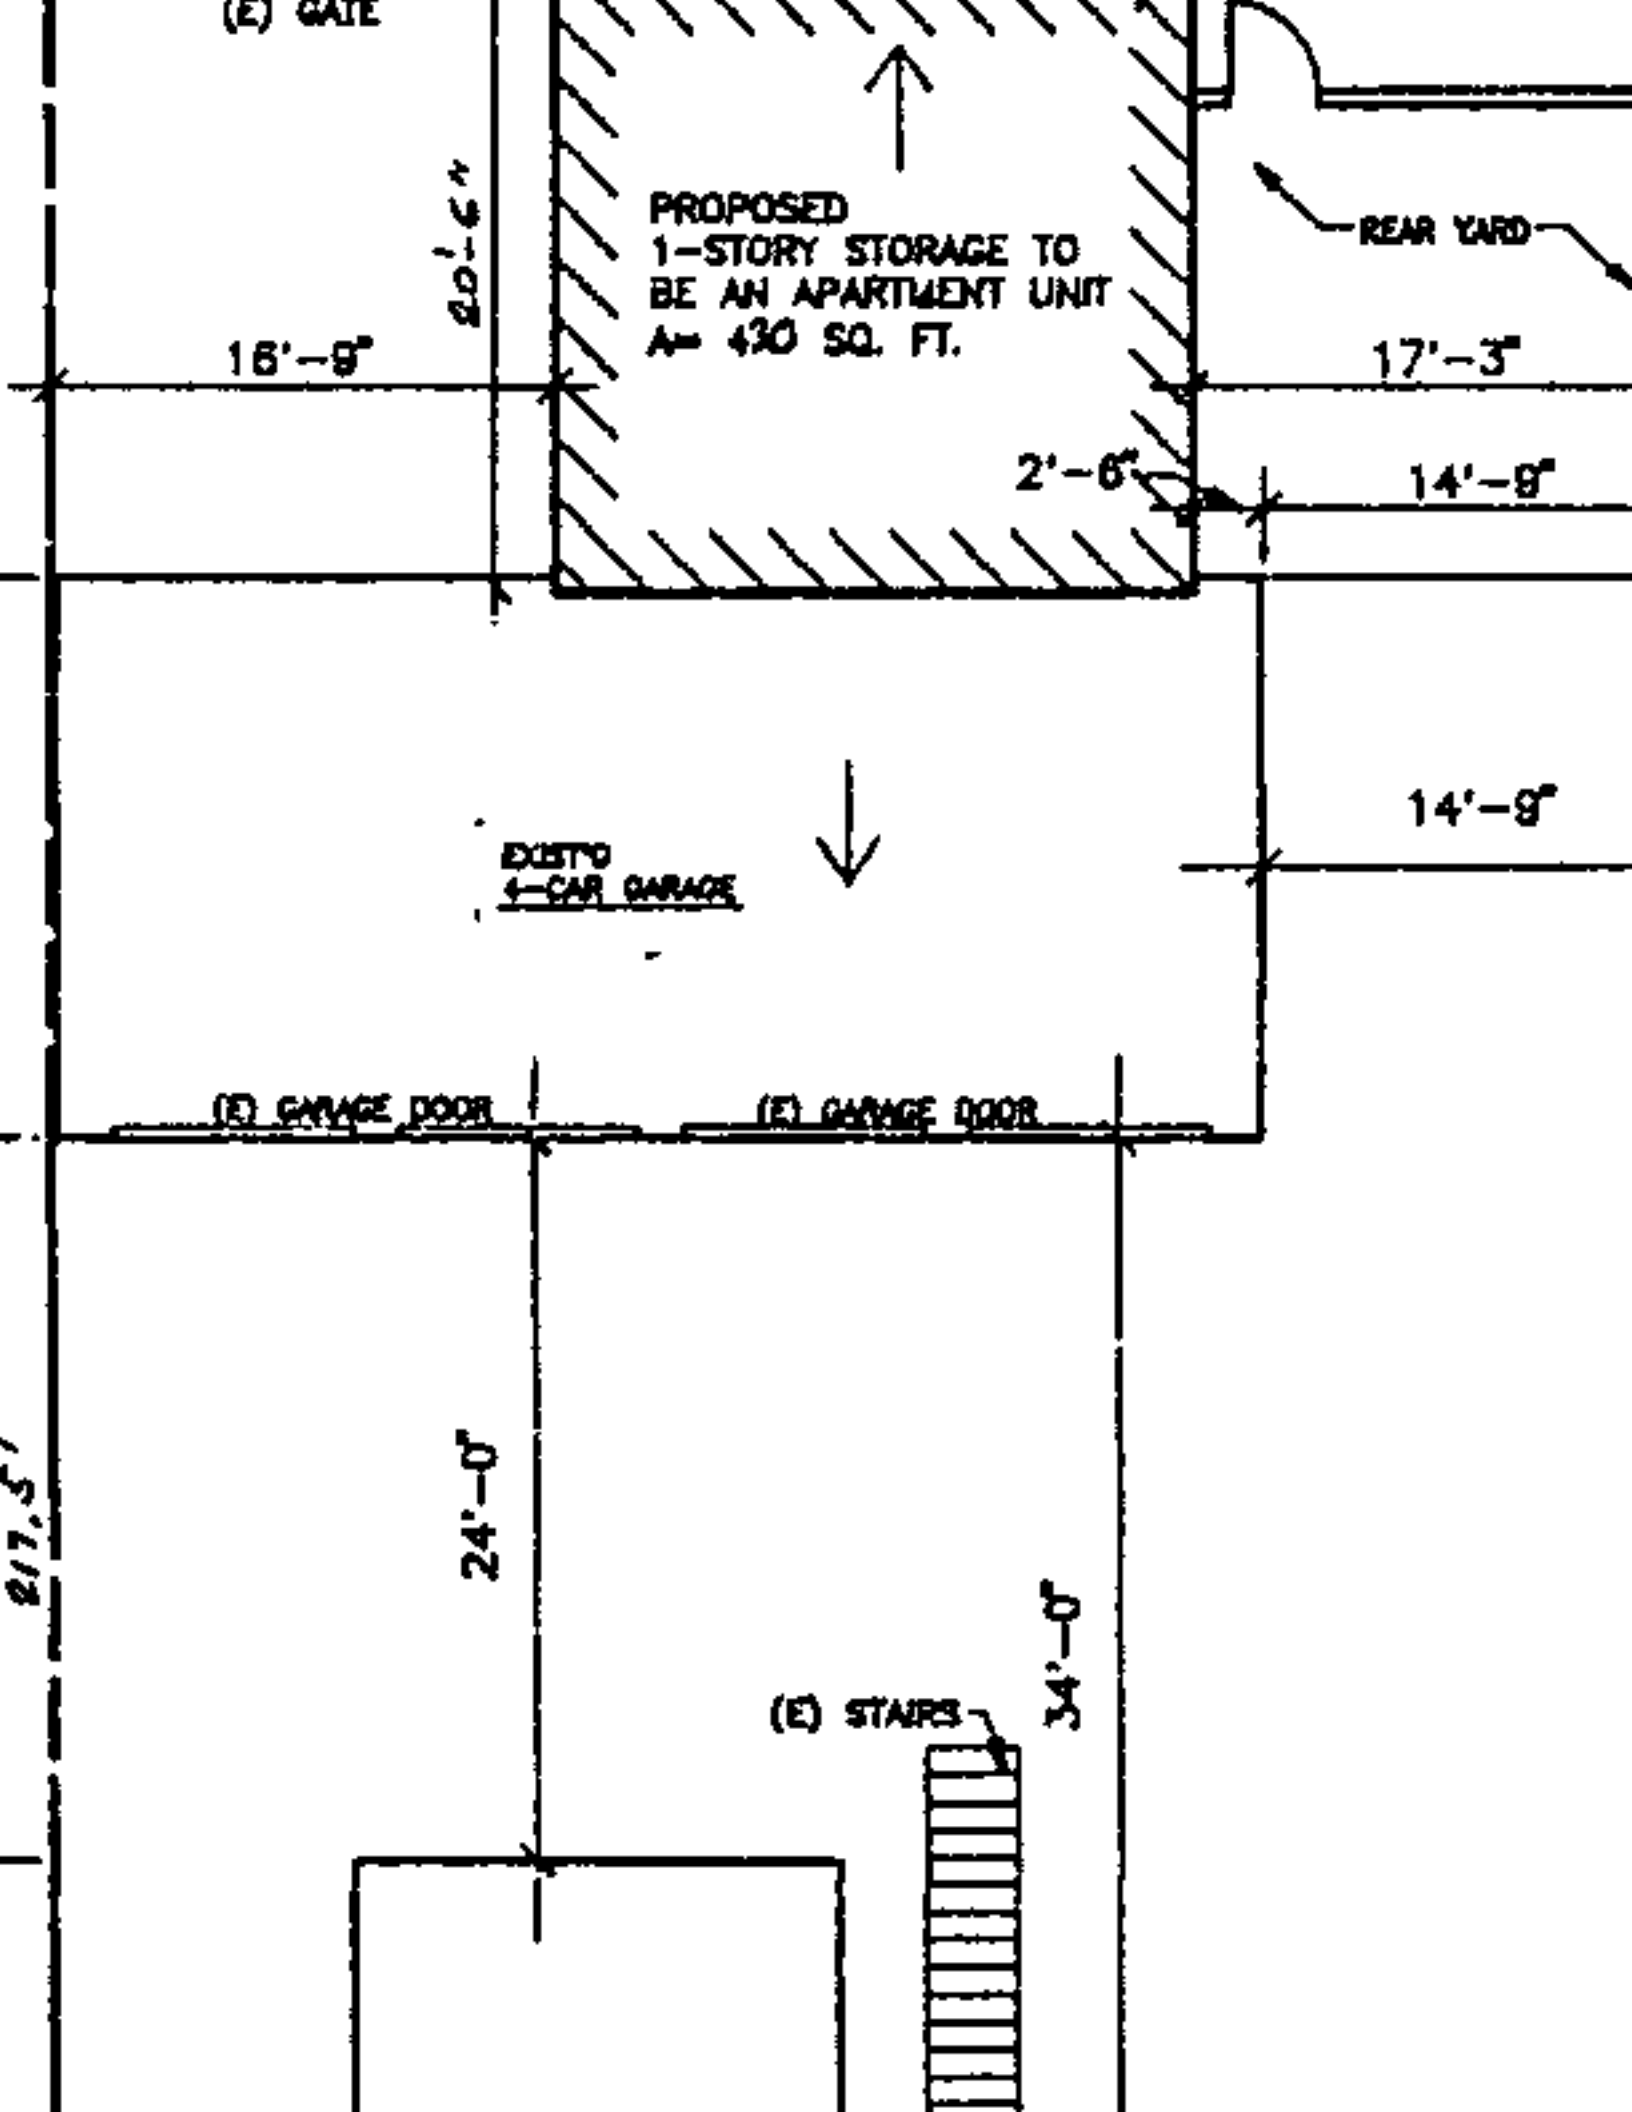 (E) GATE
20'-6"
PROPOSED
1-STORY STORAGE TO
BE AN APARTMENT UNIT
A= 430 SQ. FT.
REAR YARD
16'-9"
17'-3"
2'-6"
14'-9"
14'-9"
EXIST'G
4-CAR GARAGE
(E) GARAGE DOOR
(E) GARAGE DOOR
24'-0"
217.5'
34'-0"
(E) STAIRS